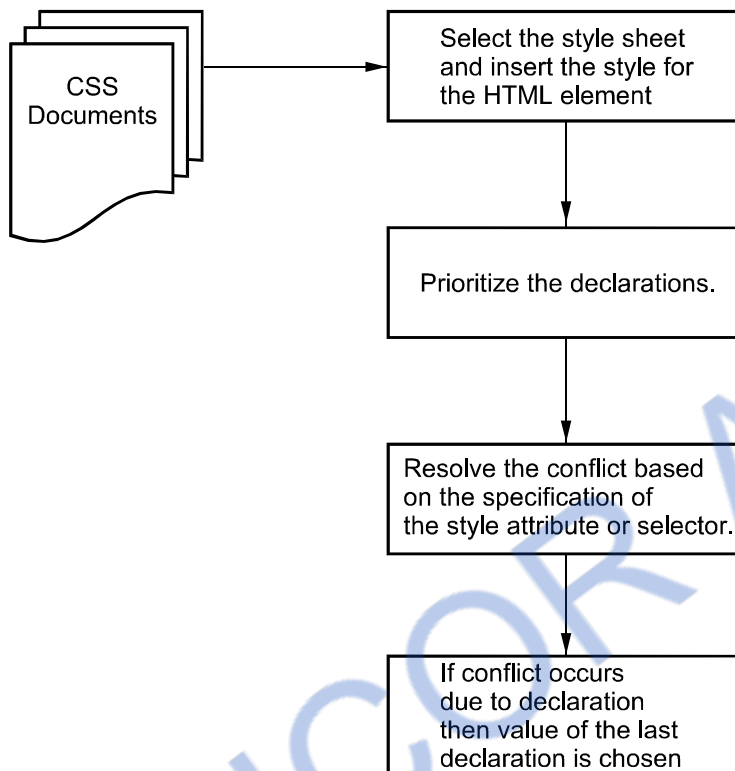 CSS
Documents
Select the style sheet
and insert the style for
the HTML element
Prioritize the declarations.
Resolve the conflict based
on the specification of
the style attribute or selector.
If conflict occurs
due to declaration
then value of the last
declaration is chosen
NCOR A